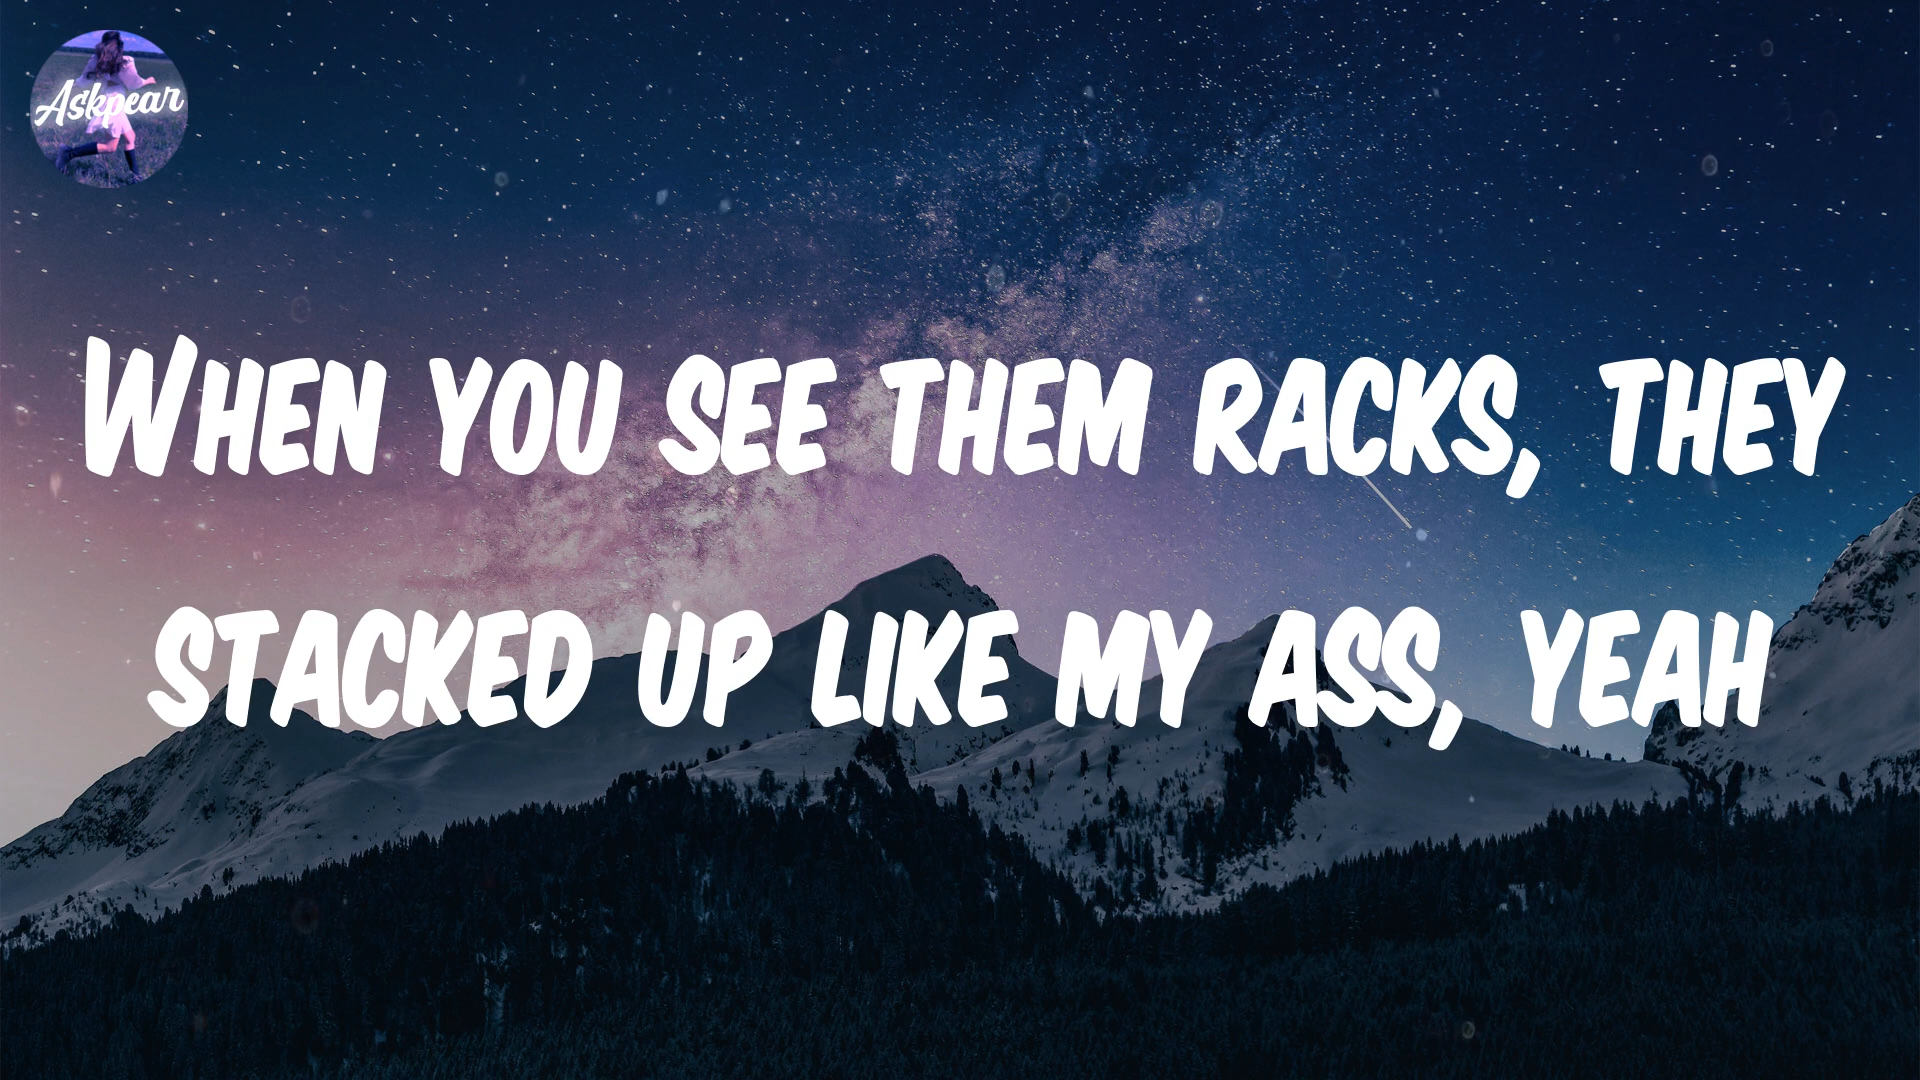 Askpear
WHEN YOU SEE THEM RACKS, THEY
STACKED UP LIKE MY ASS, YEAH